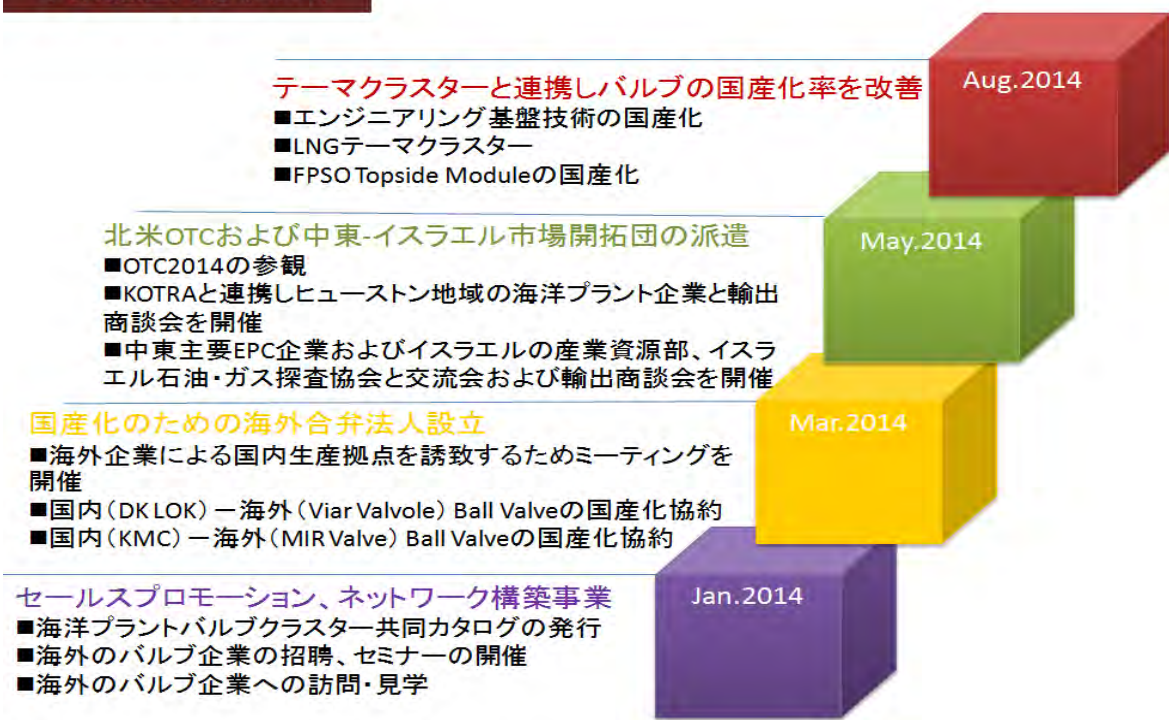 テーマクラスターと連携しバルブの国産化率を改善
Aug.2014
■エンジニアリング基盤技術の国産化
■LNGテーマクラスター
■FPSO Topside Moduleの国産化
北米OTCおよび中東-イスラエル市場開拓団の派遣
May.2014
■OTC2014の参観
■KOTRAと連携しヒューストン地域の海洋プラント企業と輸出
商談会を開催
■中東主要EPC企業およびイスラエルの産業資源部、イスラ
エル石油・ガス探査協会と交流会および輸出商談会を開催
国産化のための海外合弁法人設立
Mar.2014
■海外企業による国内生産拠点を誘致するためミーティングを
開催
■国内（DK LOK）－海外（Viar Valvole）Ball Valveの国産化協約
■国内（KMC）－海外（MIR Valve）Ball Valveの国産化協約
セールスプロモーション、ネットワーク構築事業
Jan.2014
■海洋プラントバルブクラスター共同カタログの発行
■海外のバルブ企業の招聘、セミナーの開催
■海外のバルブ企業への訪問・見学